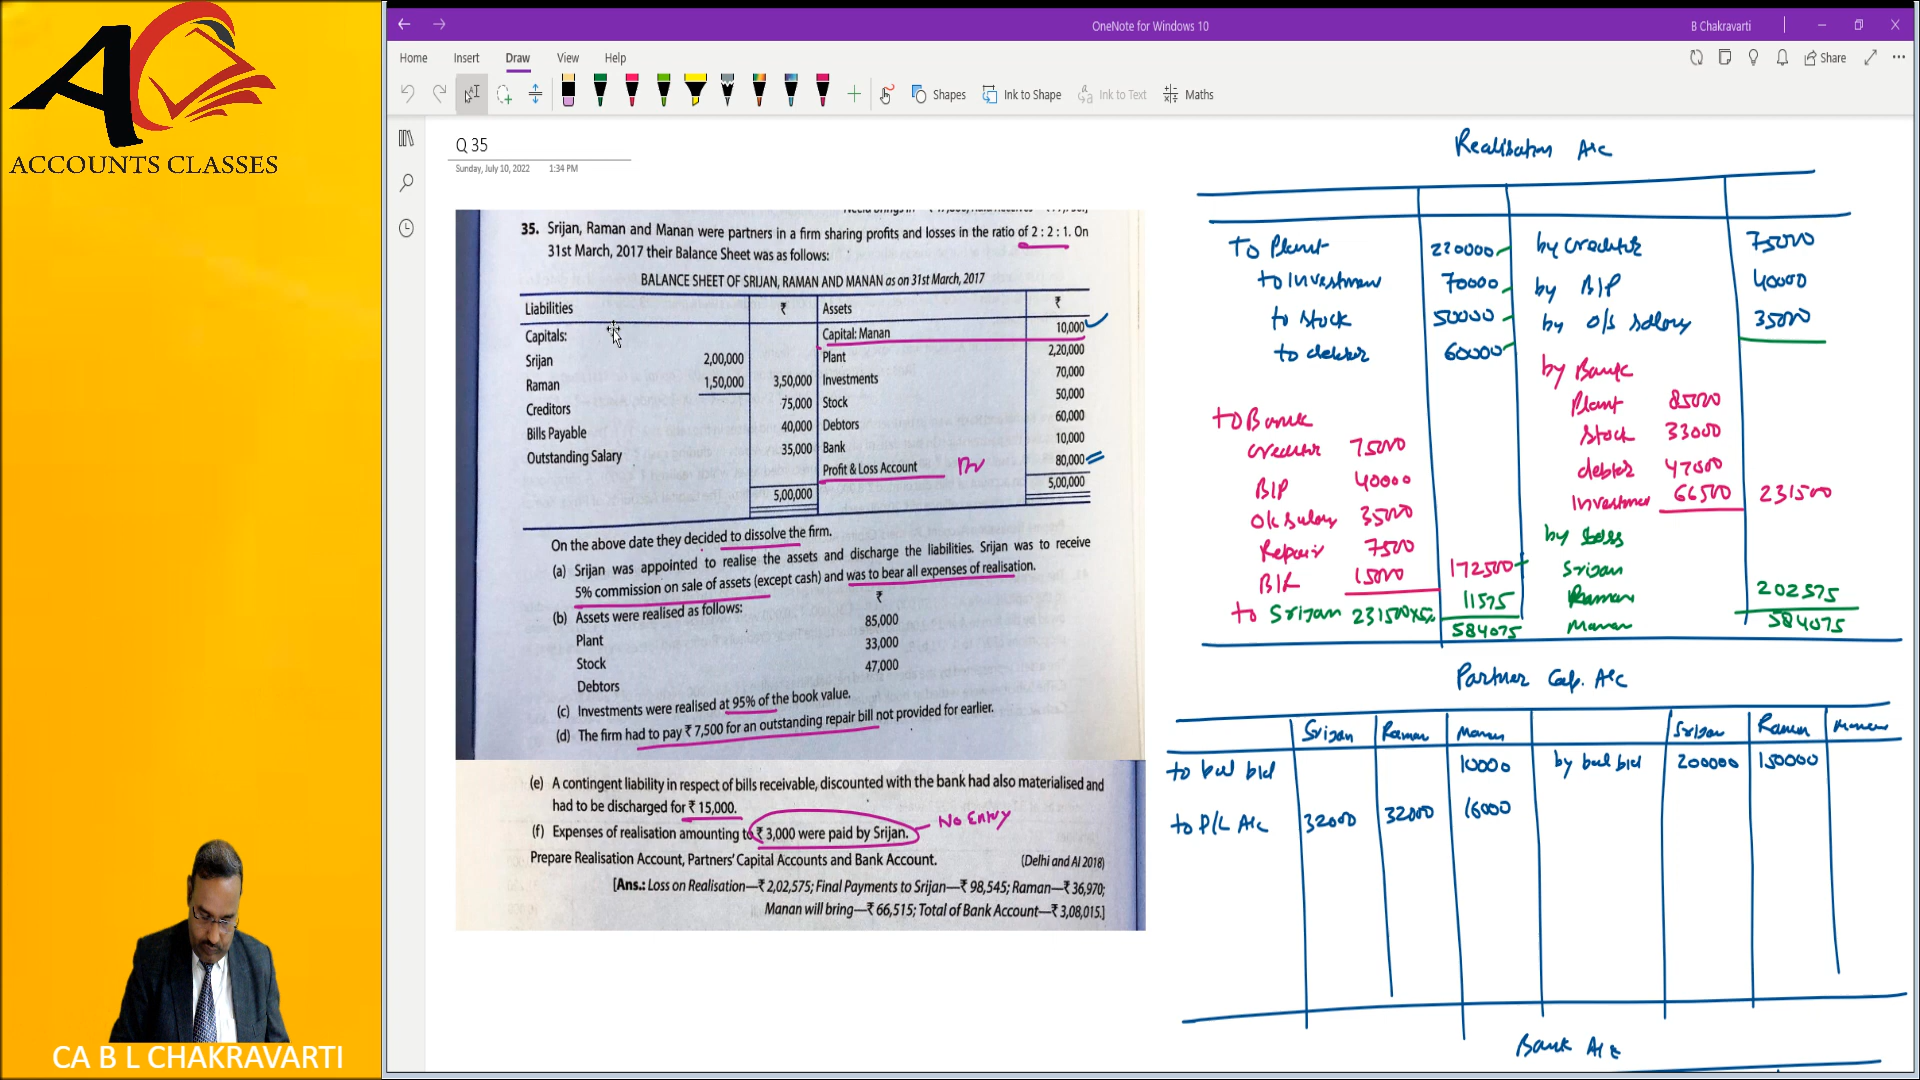 ACCOUNTS CLASSES
CA B L CHAKRAVARTI
OneNote for Windows 10
B Chakravarti
Home Insert Draw View Help
Share
Shapes Ink to Shape Ink to Text Maths
Q 35
Sunday, July 10, 2022 1:34 PM
35. Srijan, Raman and Manan were partners in a firm sharing profits and losses in the ratio of 2 : 2 : 1. On
31st March, 2017 their Balance Sheet was as follows:
BALANCE SHEET OF SRIJAN, RAMAN AND MANAN as on 31st March, 2017
Liabilities ₹ Assets ₹
Capitals: Capital: Manan 10,000
Srijan 2,00,000 Plant 2,20,000
Raman 1,50,000 3,50,000 Investments 70,000
Creditors 75,000 Stock 50,000
Bills Payable 40,000 Debtors 60,000
Outstanding Salary 35,000 Bank 10,000
Profit & Loss Account 80,000
5,00,000 5,00,000
On the above date they decided to dissolve the firm.
(a) Srijan was appointed to realise the assets and discharge the liabilities. Srijan was to receive
5% commission on sale of assets (except cash) and was to bear all expenses of realisation.
(b) Assets were realised as follows: ₹
Plant 85,000
Stock 33,000
Debtors 47,000
(c) Investments were realised at 95% of the book value.
(d) The firm had to pay ₹ 7,500 for an outstanding repair bill not provided for earlier.
(e) A contingent liability in respect of bills receivable, discounted with the bank had also materialised and
had to be discharged for ₹ 15,000.
(f) Expenses of realisation amounting to ₹ 3,000 were paid by Srijan. No Entry
Prepare Realisation Account, Partners' Capital Accounts and Bank Account. (Delhi and AI 2018)
[Ans.: Loss on Realisation—₹ 2,02,575; Final Payments to Srijan—₹ 98,545; Raman—₹ 36,970;
Manan will bring—₹ 66,515; Total of Bank Account—₹ 3,08,015.]
Realisation A/c
to Plant 220000 by Creditor 75000
to Investment 70000 by B/P 40000
to Stock 50000 by o/s Salary 35000
to debtor 60000
by Bank
Plant 85000
to Bank Stock 33000
Creditor 75000 debtor 47000
B/P 40000 Investment 66500 231500
O/s Salary 35000 by loss
Repair 7500 Srijan
B/R 15000 172500 Raman 202575
to Srijan 231500x5% 11575 Manan
584075 584075
Partner Cap. A/c
Srijan Raman Manan Srijan Raman Manan
to bal b/d 10000 by bal b/d 200000 150000
to P/L A/c 32000 32000 16000
Bank A/c